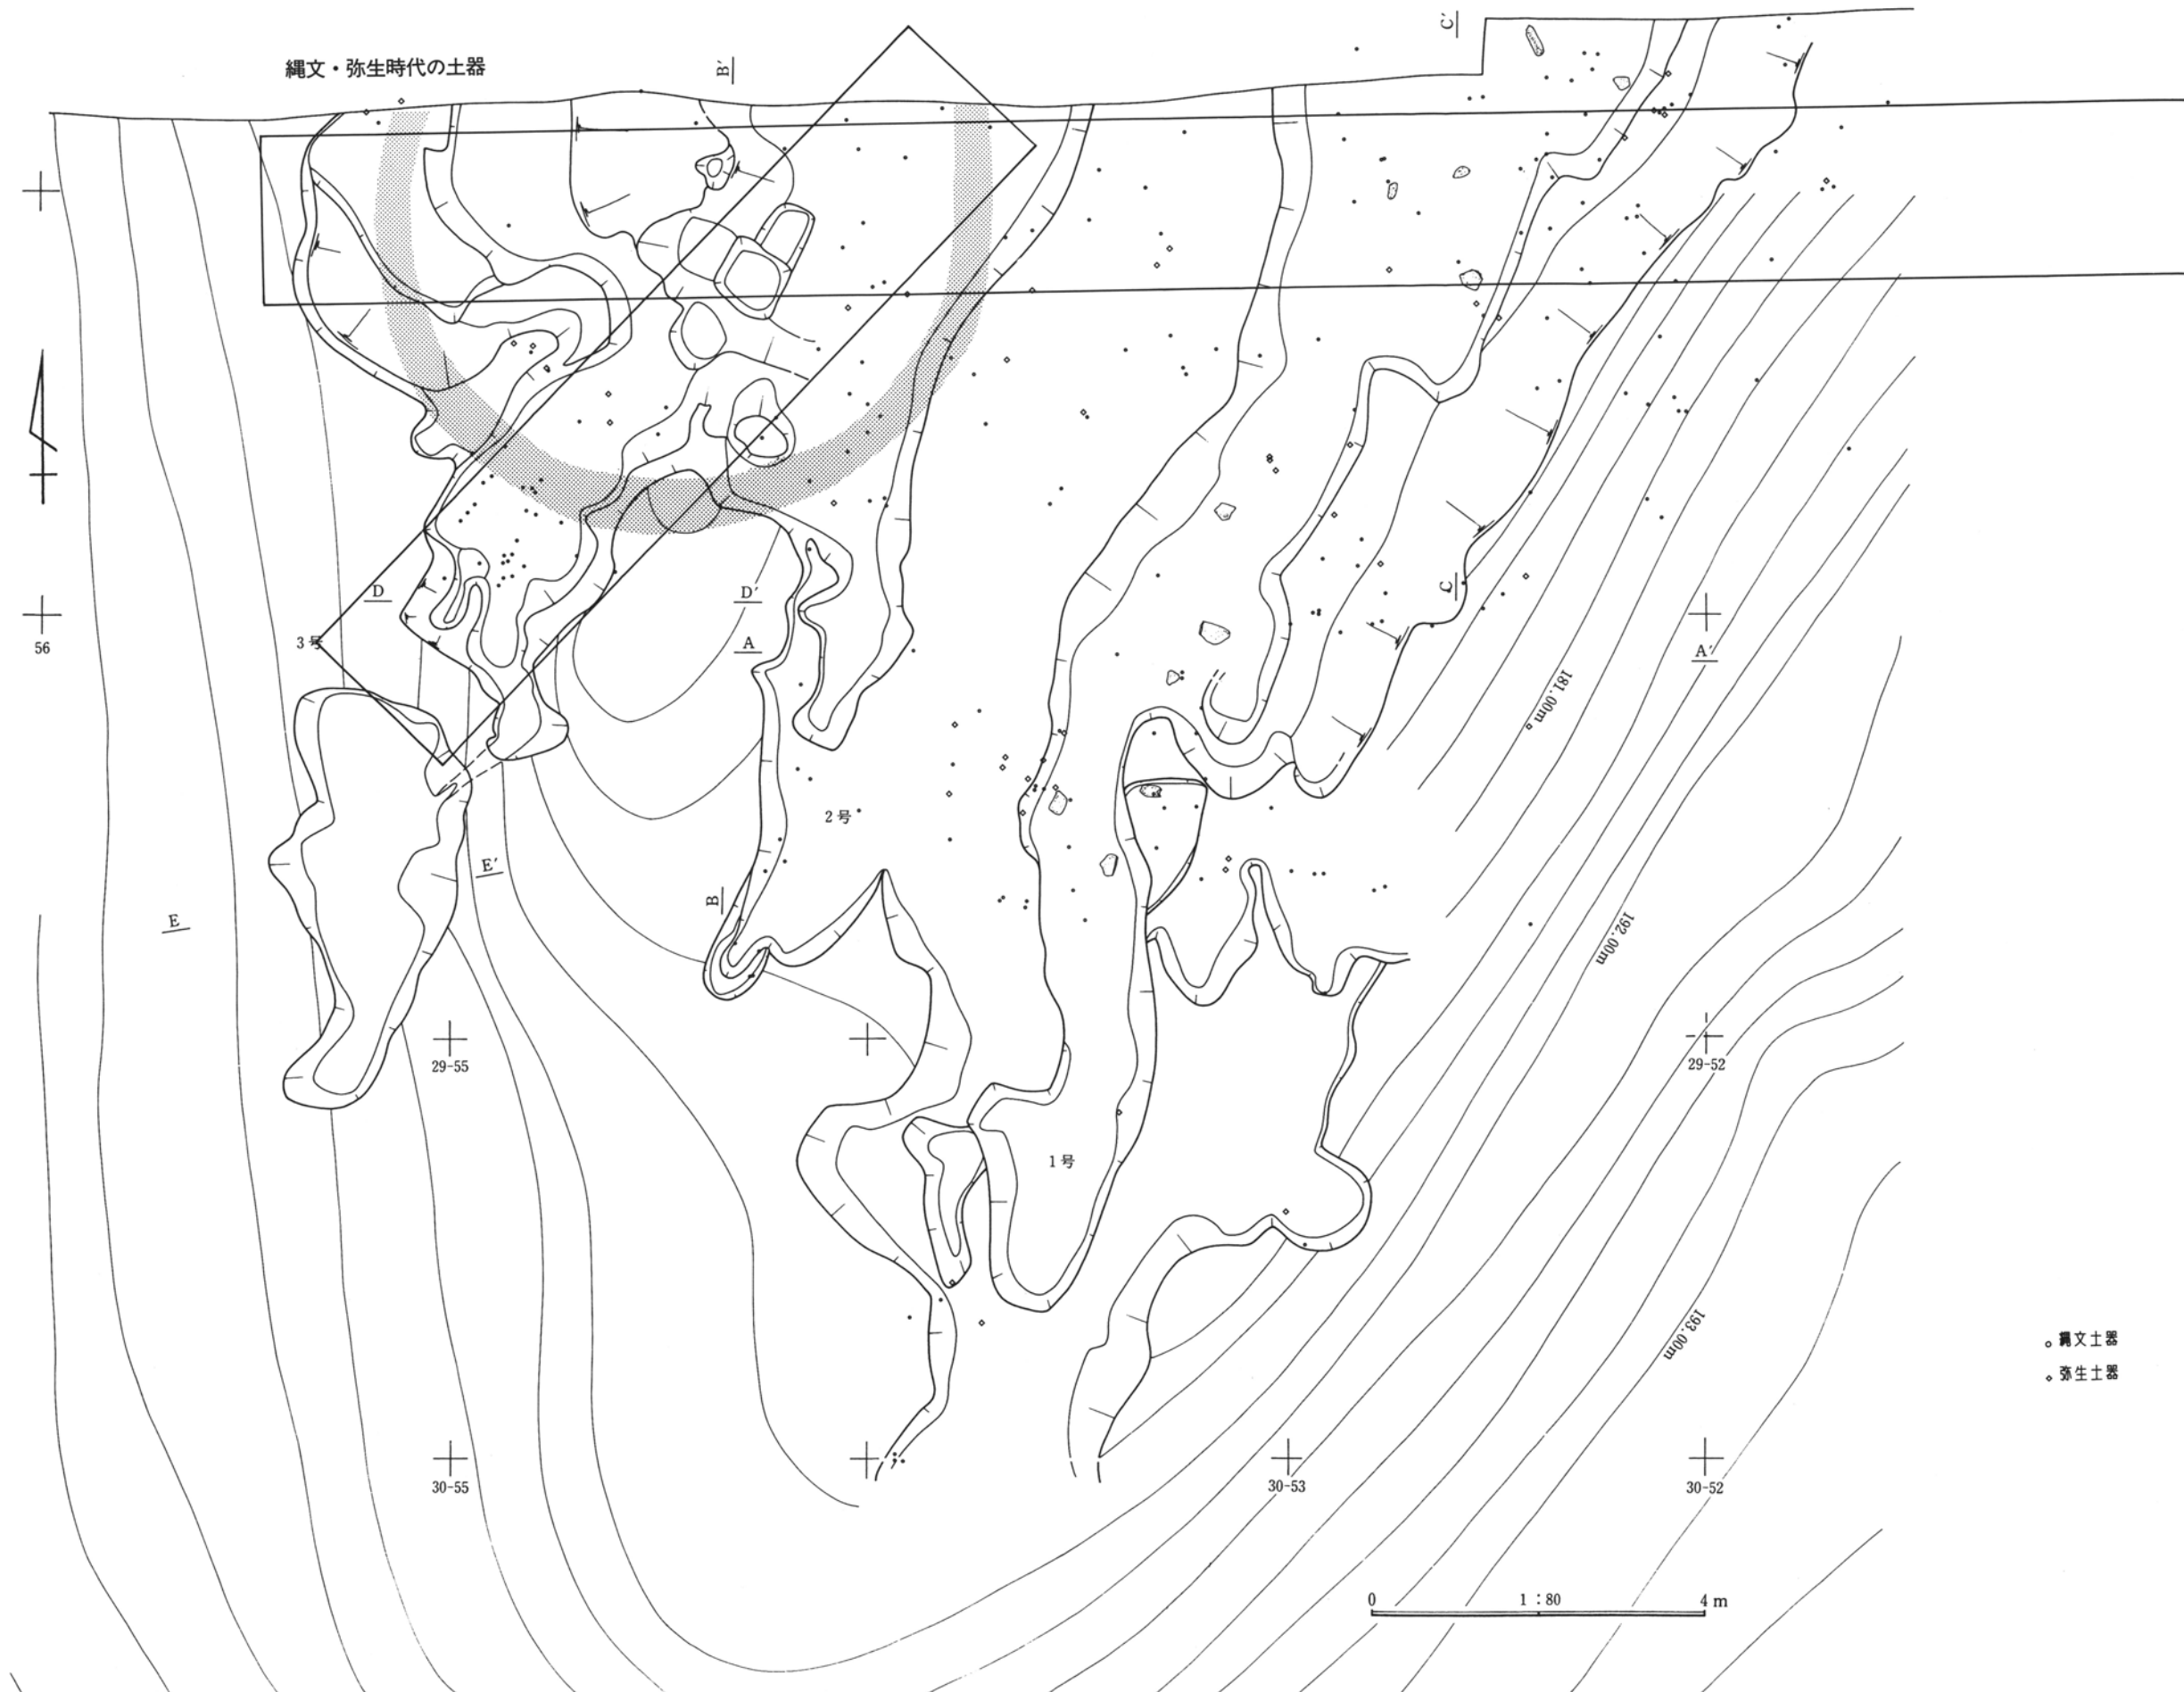 C′
縄文・弥生時代の土器
B′
56
D
D′
3号
A
C
A′
181.00m
2号
E′
B
E
192.00m
29-55
29-52
1号
193.00m
縄文土器
弥生土器
30-55
30-53
30-52
0 1:80 4m